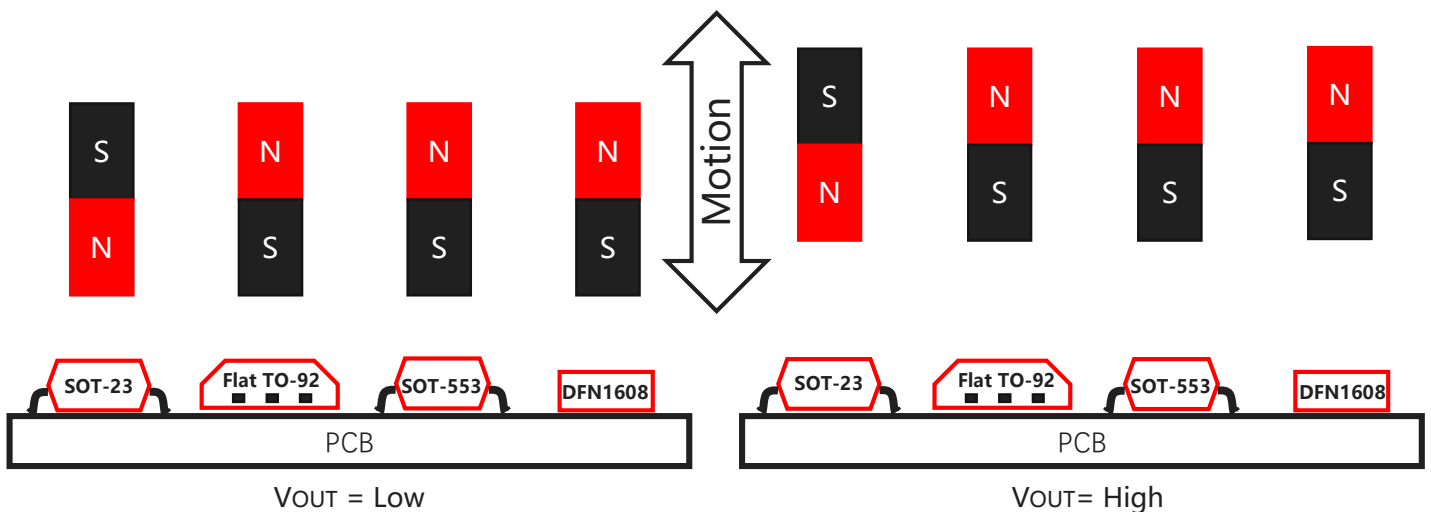 S N N N
N S S S
SOT-23 Flat TO-92 SOT-553 DFN1608
PCB
VOUT = Low
Motion
S N N N
N S S S
SOT-23 Flat TO-92 SOT-553 DFN1608
PCB
VOUT= High